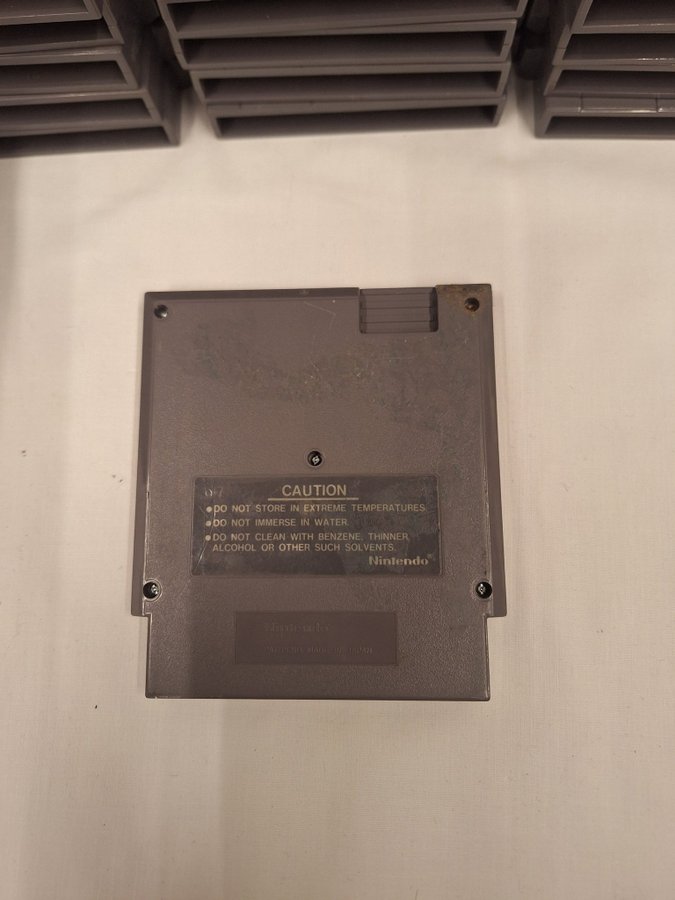 CAUTION
● DO NOT STORE IN EXTREME TEMPERATURES
● DO NOT IMMERSE IN WATER.
● DO NOT CLEAN WITH BENZENE, THINNER,
ALCOHOL OR OTHER SUCH SOLVENTS.
Nintendo®
Nintendo